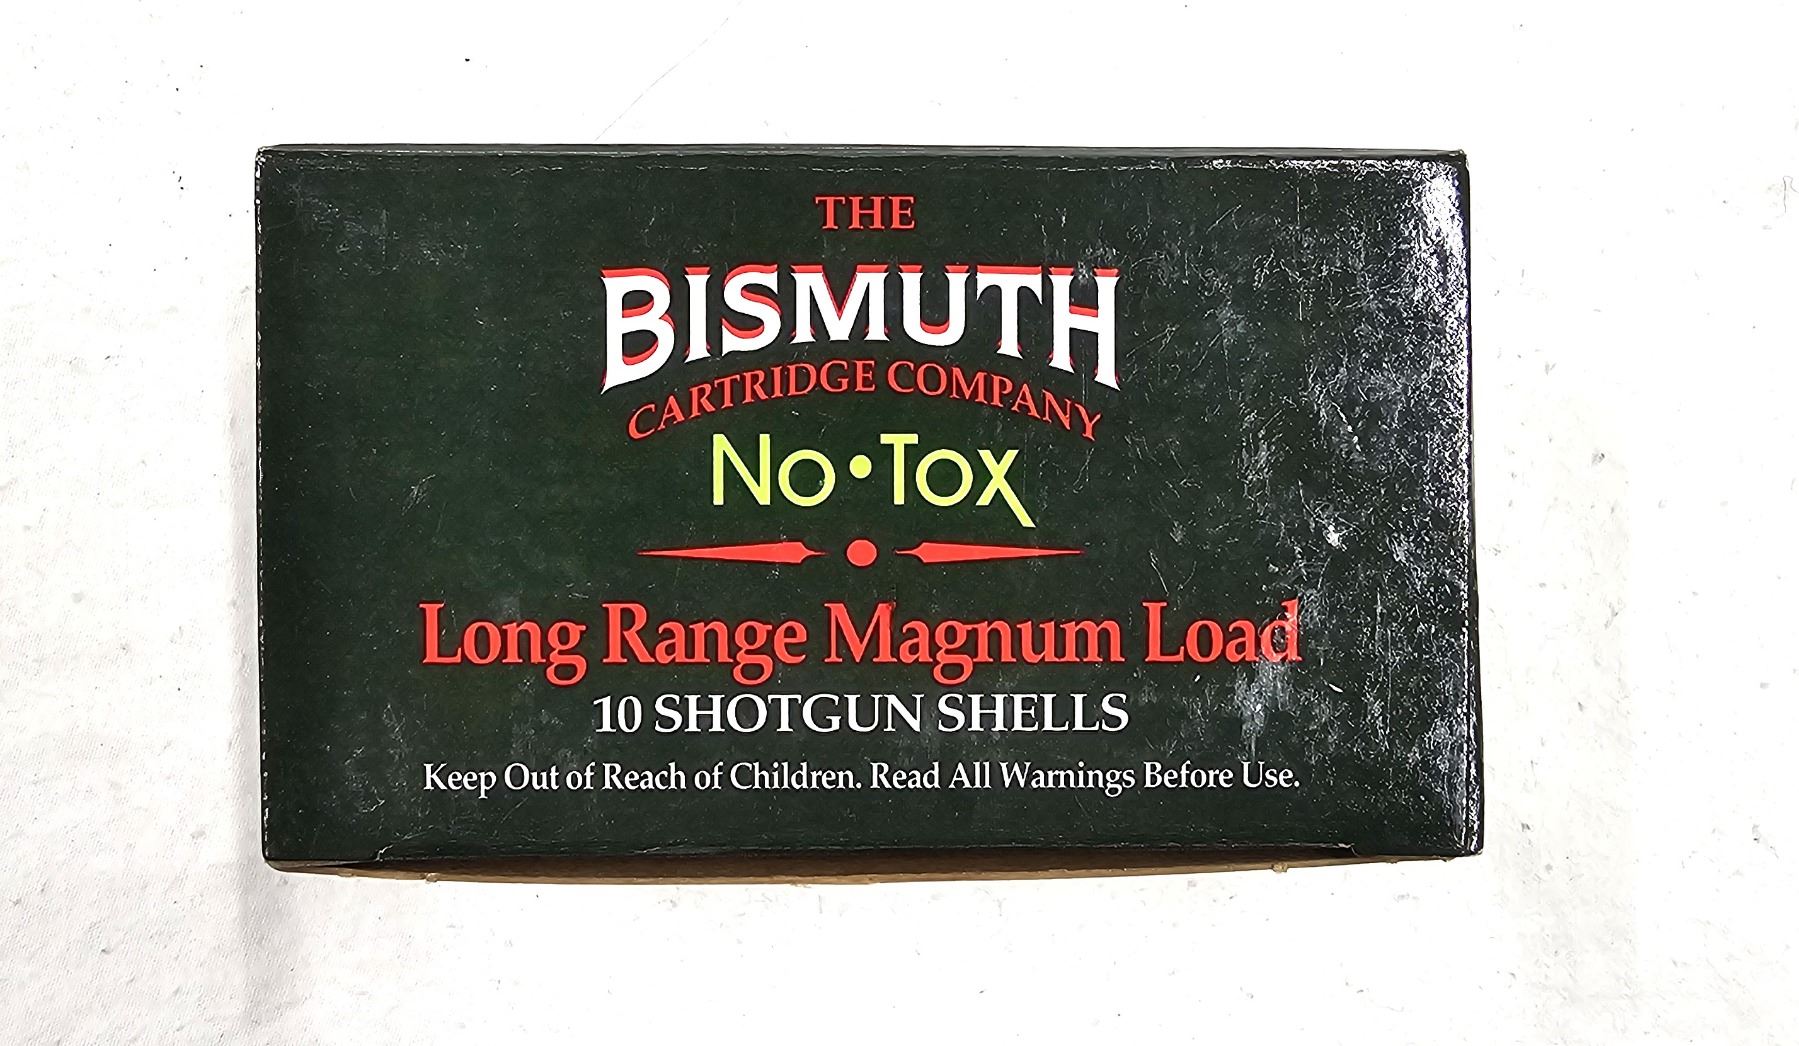 THE
BISMUTH
CARTRIDGE COMPANY
No•Tox
Long Range Magnum Load
10 SHOTGUN SHELLS
Keep Out of Reach of Children. Read All Warnings Before Use.